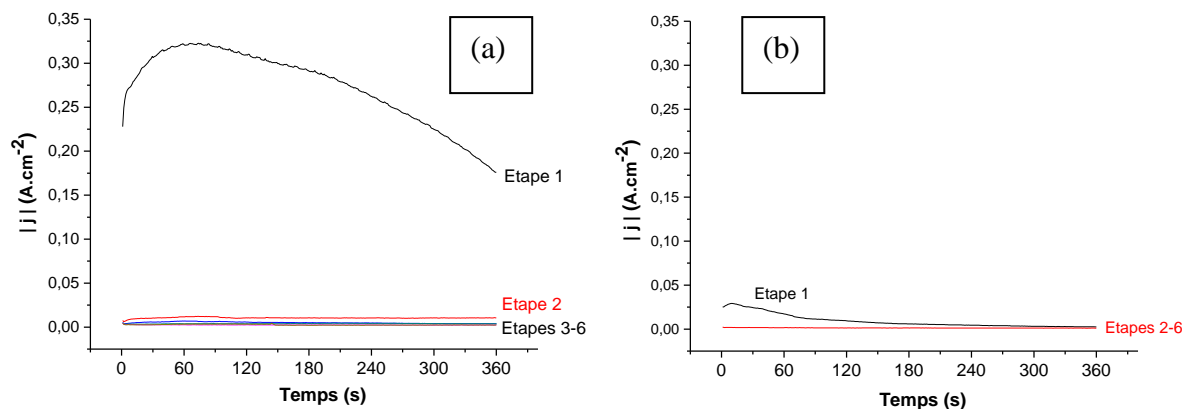 (a)
0,35
0,30
0,25
0,20
0,15
0,10
0,05
0,00
| j | (A.cm-2)
Etape 1
Etape 2
Etapes 3-6
0 60 120 180 240 300 360
Temps (s)
(b)
0,35
0,30
0,25
0,20
0,15
0,10
0,05
0,00
| j | (A.cm-2)
Etape 1
Etapes 2-6
0 60 120 180 240 300 360
Temps (s)